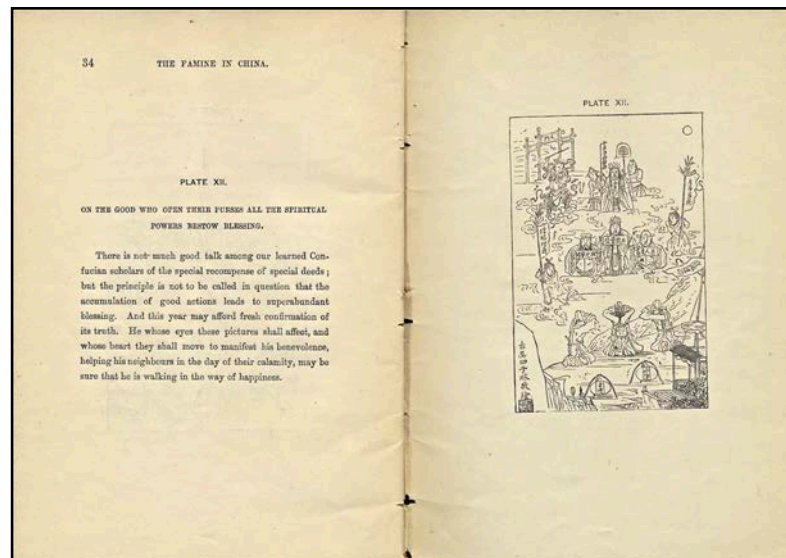 34 THE FAMINE IN CHINA.
PLATE XII.
ON THE GOOD WHO OPEN THEIR PURSES ALL THE SPIRITUAL
POWERS BESTOW BLESSING.
There is not much good talk among our learned Con-
fucian scholars of the special recompense of special deeds ;
but the principle is not to be called in question that the
accumulation of good actions leads to superabundant
blessing. And this year may afford fresh confirmation of
its truth. He whose eyes these pictures shall affect, and
whose heart they shall move to manifest his benevolence,
helping his neighbours in the day of their calamity, may be
sure that he is walking in the way of happiness.
PLATE XII.